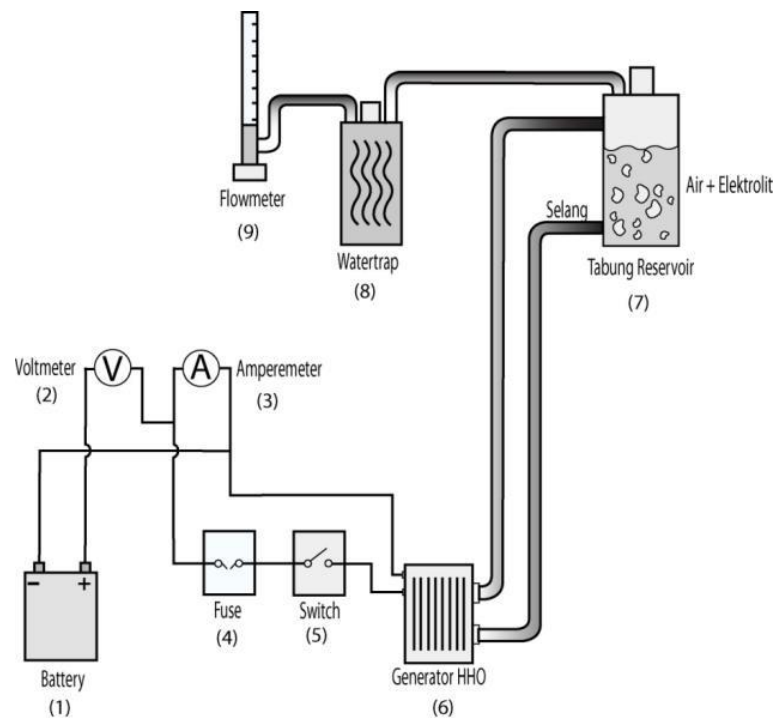 Flowmeter
(9)
Watertrap
(8)
Selang
Air + Elektrolit
Tabung Reservoir
(7)
Voltmeter
(2)
V
A
Amperemeter
(3)
- +
Battery
(1)
Fuse
(4)
Switch
(5)
Generator HHO
(6)